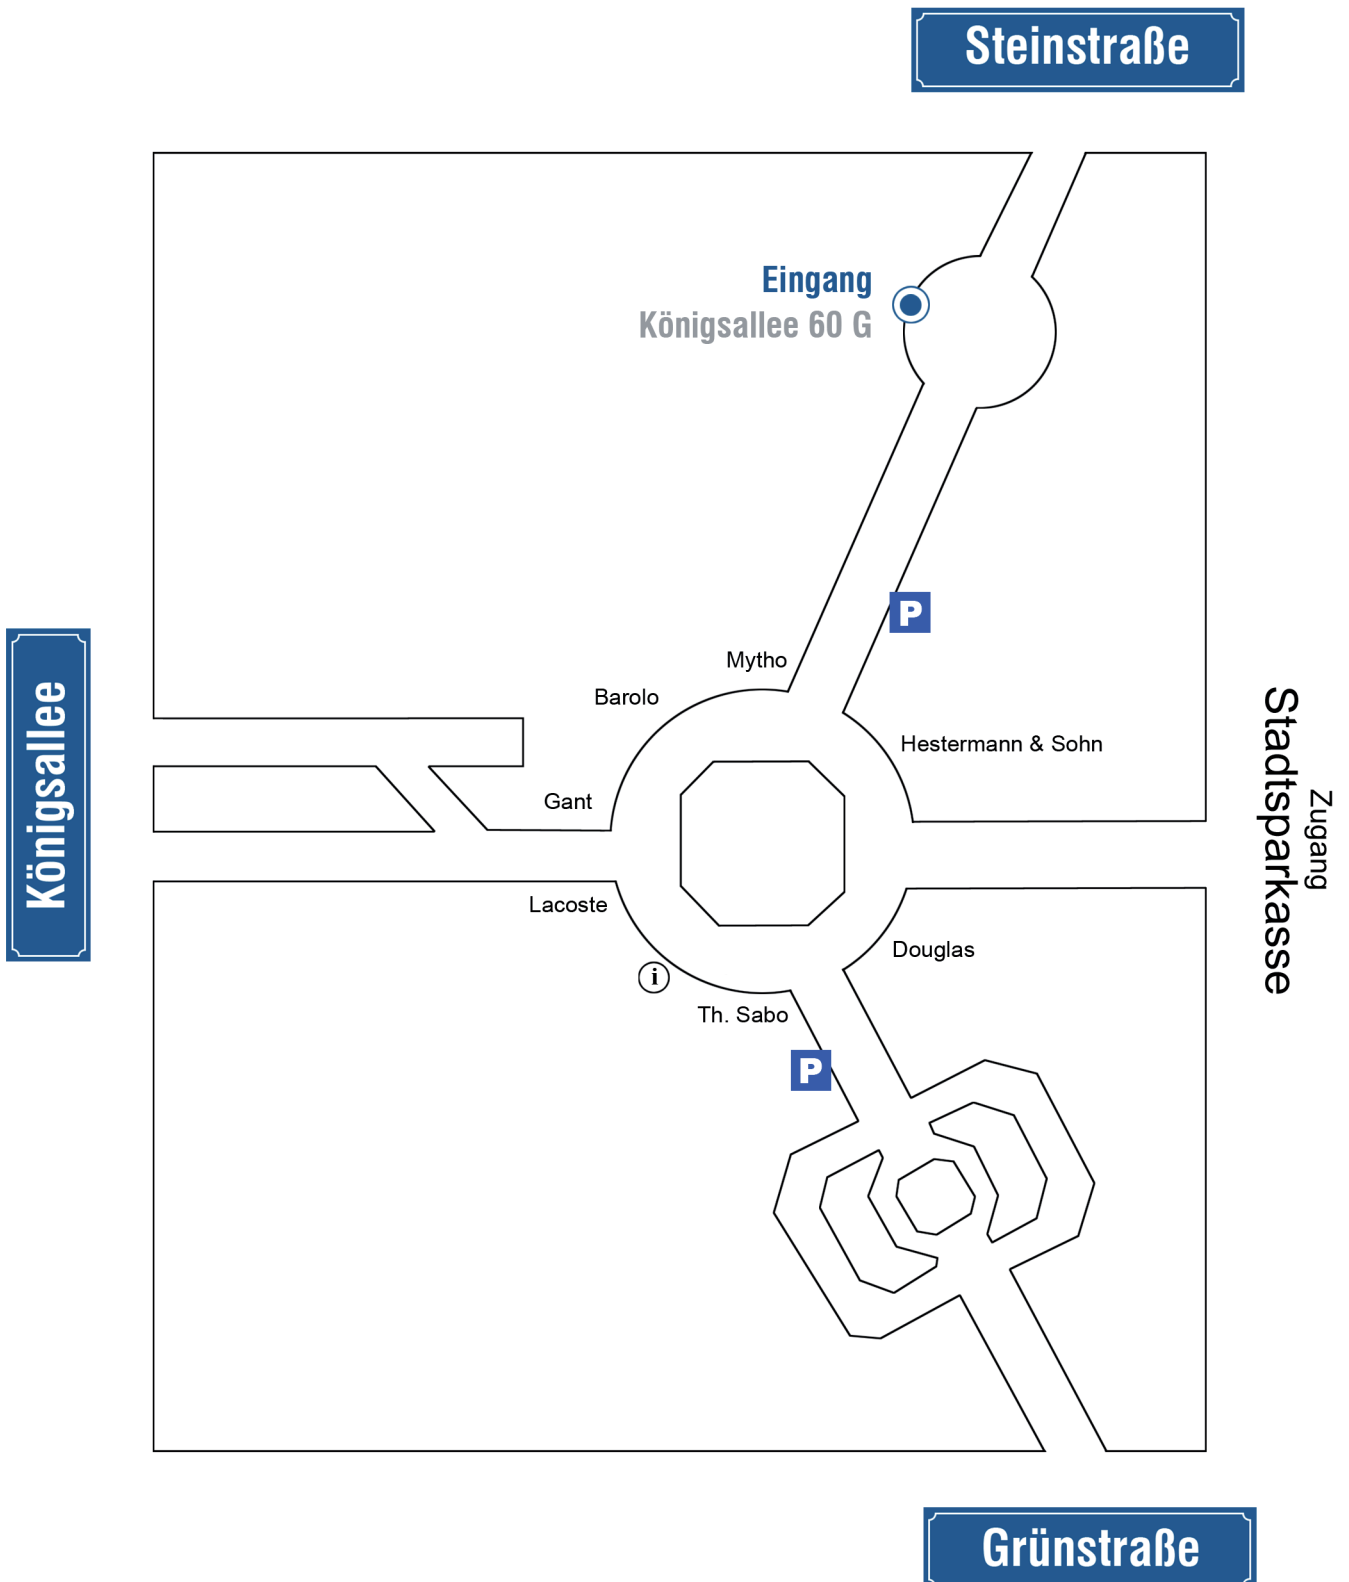 Steinstraße
Eingang
Königsallee 60 G
P
Mytho
Barolo
Hestermann & Sohn
Gant
Königsallee
Zugang
Stadtsparkasse
Lacoste
Douglas
i
Th. Sabo
P
Grünstraße